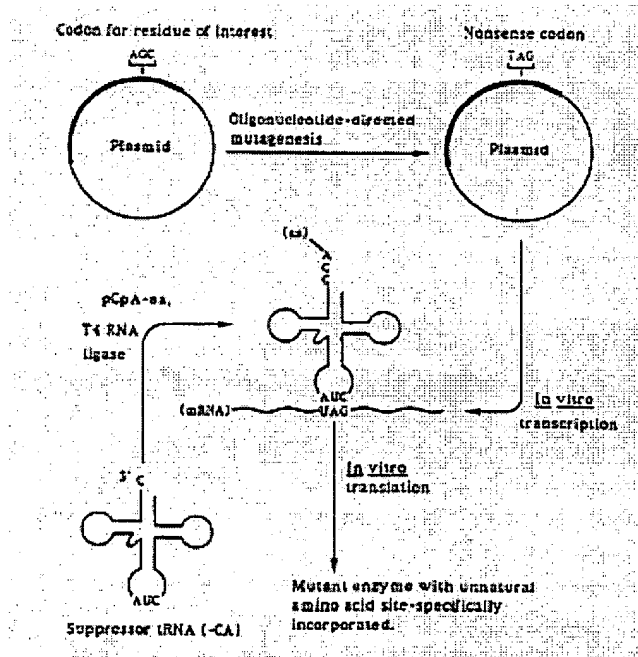 Codon for residue of interest
AGC
Plasmid
Nonsense codon
TAG
Plasmid
Oligonucleotide-directed
mutagenesis
(aa)
A
C
C
pCpA-aa,
T4 RNA
ligase
AUC
UAG
(mRNA)
In vitro
transcription
3' C
In vitro
translation
AUC
Suppressor tRNA (-CA)
Mutant enzyme with unnatural
amino acid site-specifically
incorporated.